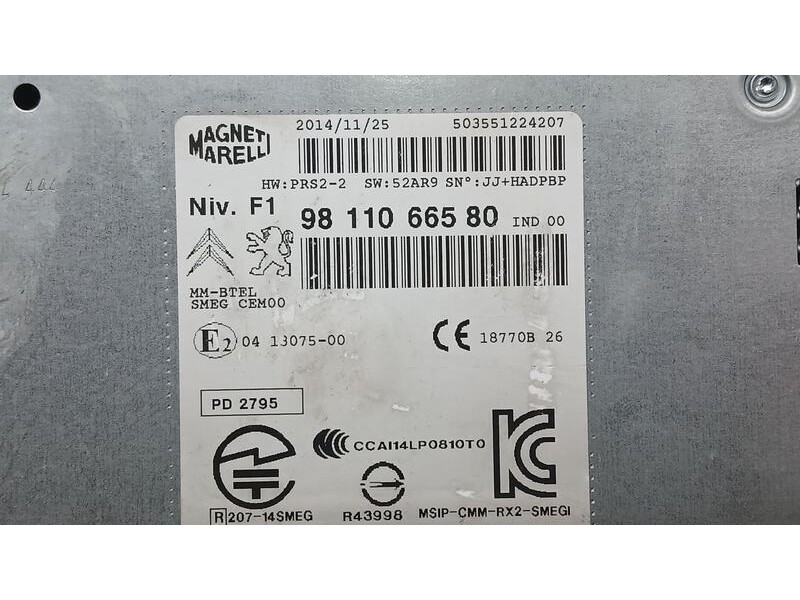 MAGNETI
MARELLI
2014/11/25 503551224207
HW:PRS2-2 SW:52AR9 SN°:JJ+HADPBP
Niv. F1 98 110 665 80 IND 00
MM-BTEL
SMEG CEM00
E2 04 13075-00 CE 18770B 26
PD 2795
CCAI14LP0810T0
R 207-14SMEG R43998 MSIP-CMM-RX2-SMEGI